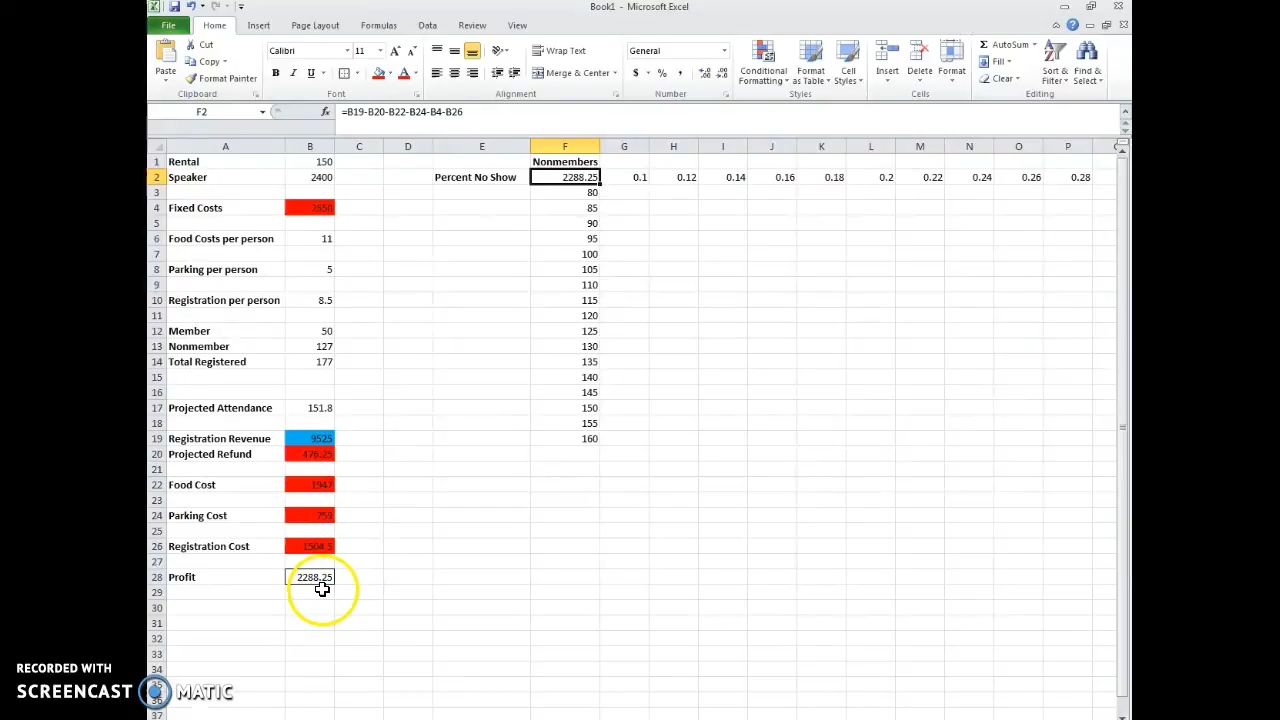 Book1 - Microsoft Excel
File Home Insert Page Layout Formulas Data Review View
Paste
Cut
Copy
Format Painter
Clipboard
Calibri 11
B I U
Font
Wrap Text
Merge & Center
Alignment
General
$ % ,
Number
Conditional Formatting
Format as Table
Cell Styles
Styles
Insert Delete Format
Cells
AutoSum
Fill
Clear
Sort & Filter
Find & Select
Editing
F2 fx =B19-B20-B22-B24-B4-B26
A B C D E F G H I J K L M N O P
1 Rental 150 Nonmembers
2 Speaker 2400 Percent No Show 2288.25 0.1 0.12 0.14 0.16 0.18 0.2 0.22 0.24 0.26 0.28
3 80
4 Fixed Costs 2550 85
5 90
6 Food Costs per person 11 95
7 100
8 Parking per person 5 105
9 110
10 Registration per person 8.5 115
11 120
12 Member 50 125
13 Nonmember 127 130
14 Total Registered 177 135
15 140
16 145
17 Projected Attendance 151.8 150
18 155
19 Registration Revenue 9525 160
20 Projected Refund 476.25
21
22 Food Cost 1947
23
24 Parking Cost 759
25
26 Registration Cost 1504.5
27
28 Profit 2288.25
29
30
31
32
33
34
35
36
37
RECORDED WITH
SCREENCAST MATIC